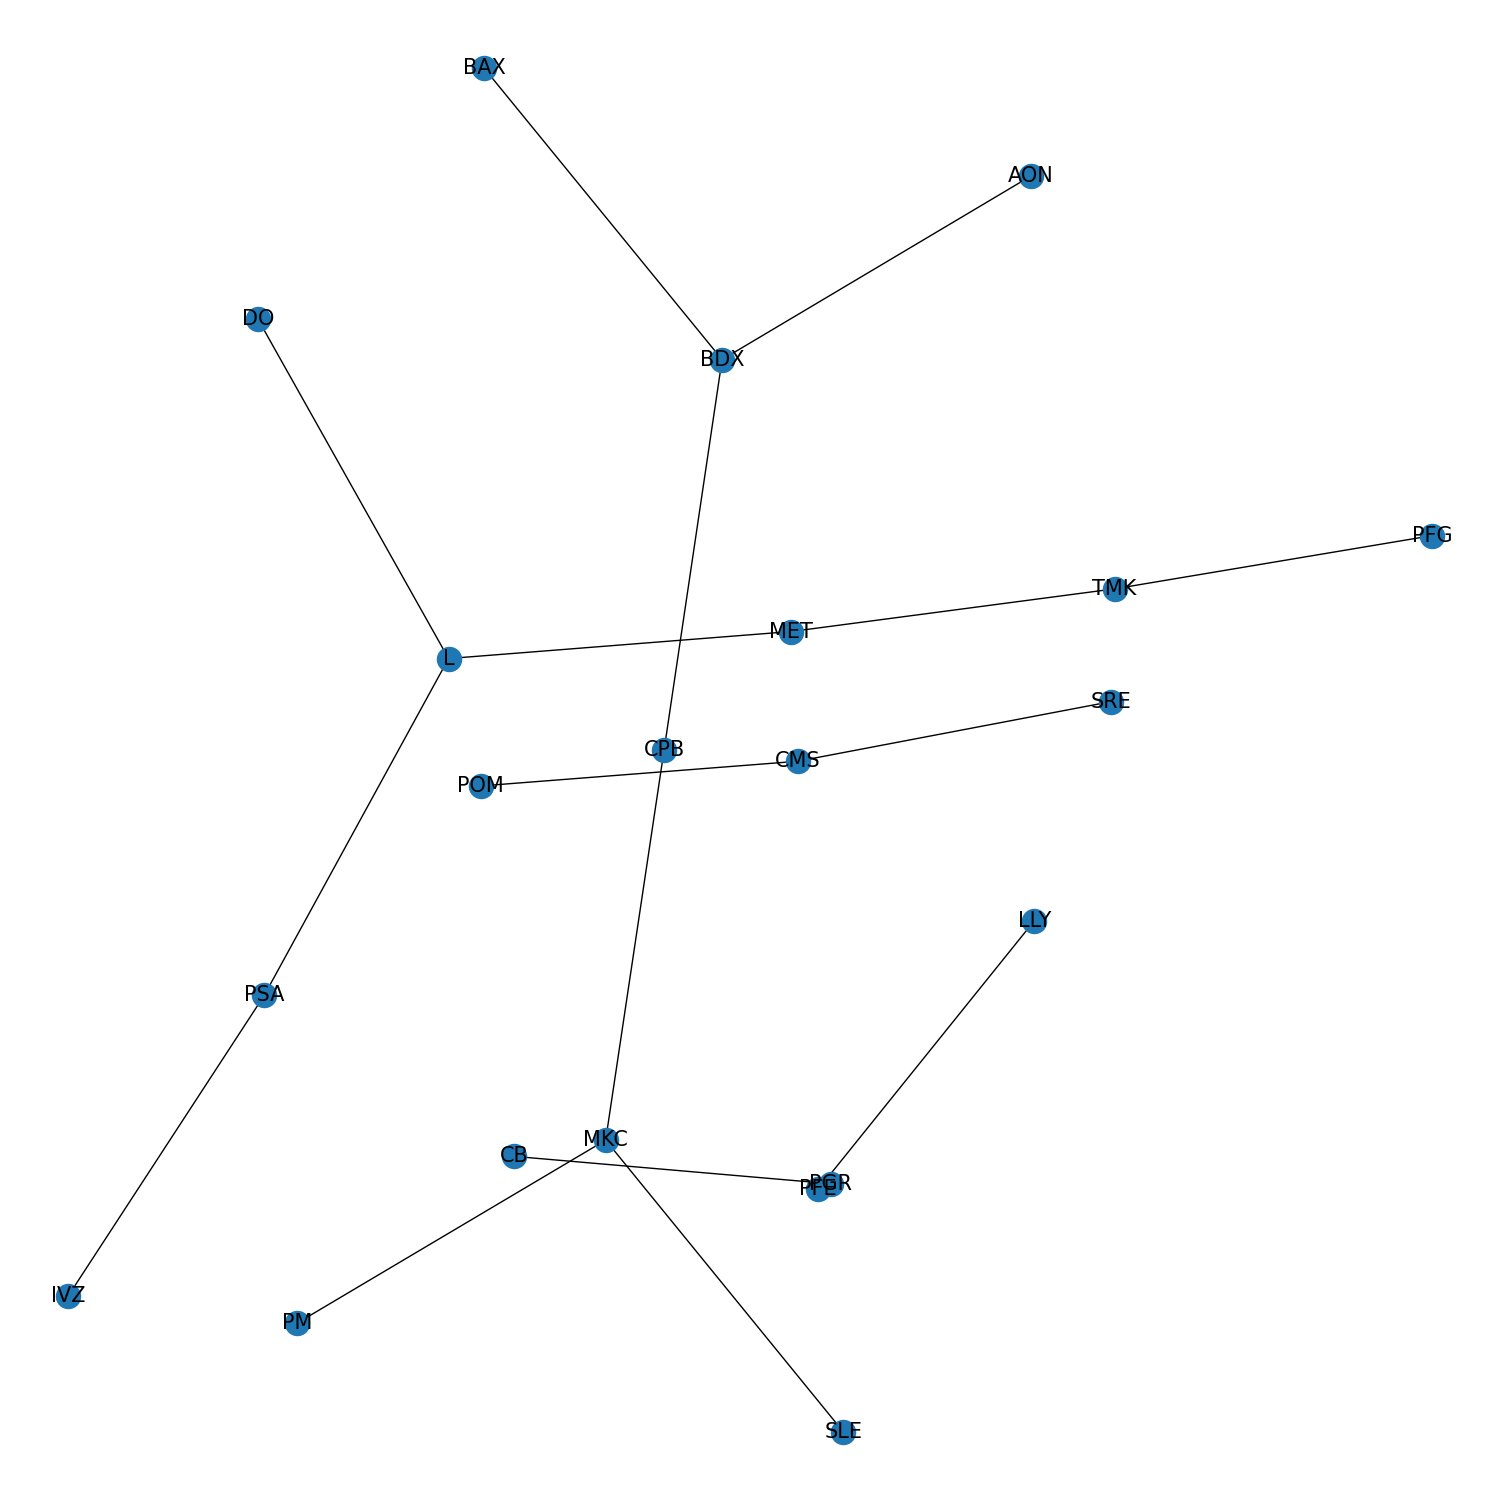 BAX
AON
DO
BDX
PFG
TMK
MET
L
SRE
CPB
CMS
POM
LLY
PSA
MKC
CB
PGR
PFE
IVZ
PM
SLE